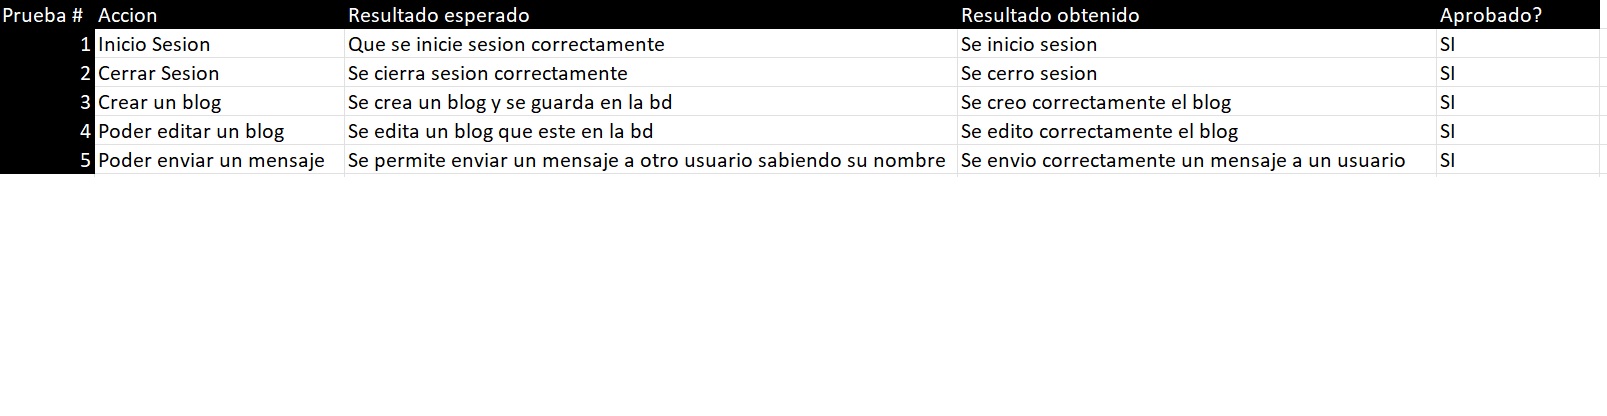 Prueba # Accion Resultado esperado Resultado obtenido Aprobado?
1 Inicio Sesion Que se inicie sesion correctamente Se inicio sesion SI
2 Cerrar Sesion Se cierra sesion correctamente Se cerro sesion SI
3 Crear un blog Se crea un blog y se guarda en la bd Se creo correctamente el blog SI
4 Poder editar un blog Se edita un blog que este en la bd Se edito correctamente el blog SI
5 Poder enviar un mensaje Se permite enviar un mensaje a otro usuario sabiendo su nombre Se envio correctamente un mensaje a un usuario SI